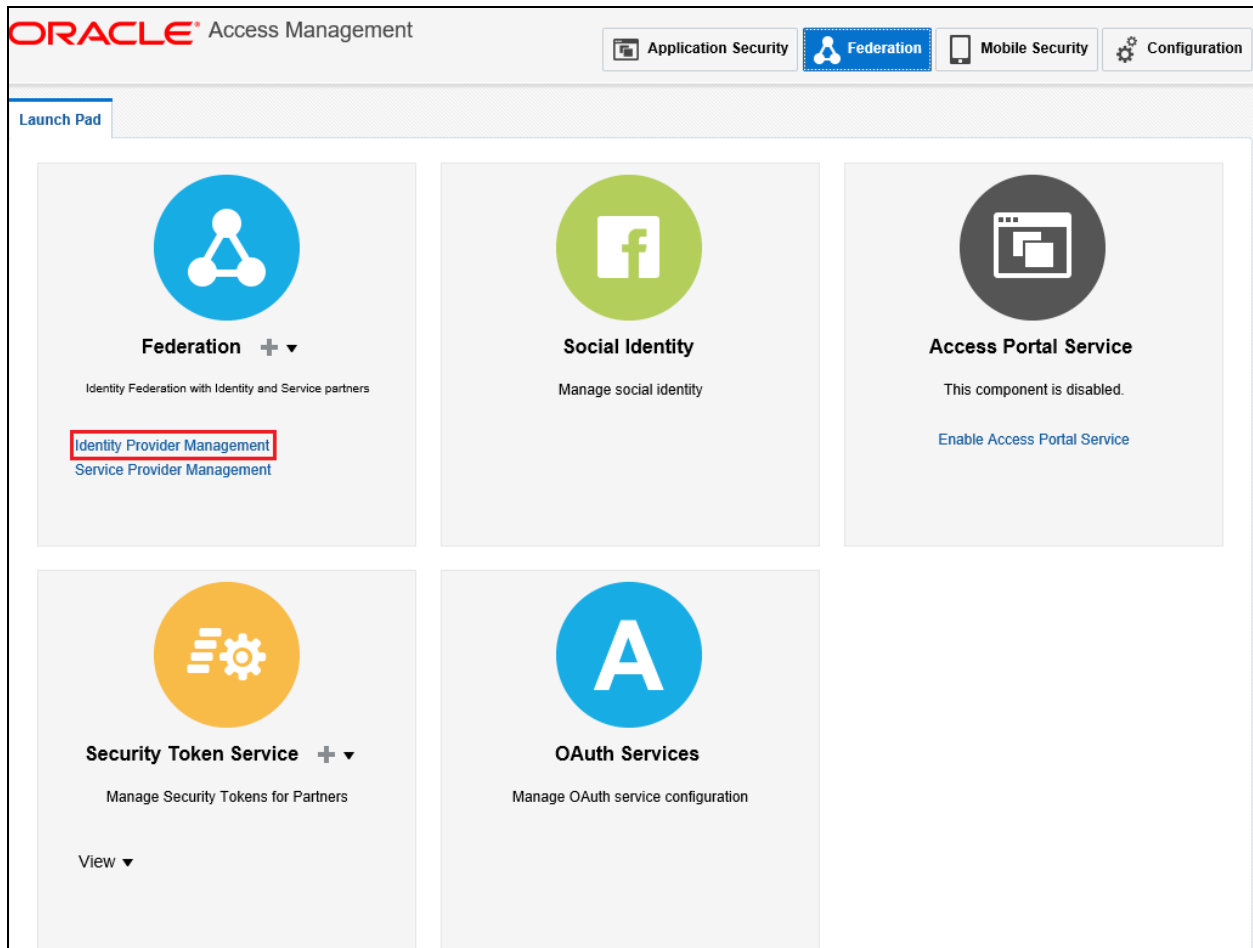 ORACLE Access Management
Application Security
Federation
Mobile Security
Configuration
Launch Pad
Federation
Identity Federation with Identity and Service partners
Identity Provider Management
Service Provider Management
Social Identity
Manage social identity
Access Portal Service
This component is disabled.
Enable Access Portal Service
Security Token Service
Manage Security Tokens for Partners
View
A
OAuth Services
Manage OAuth service configuration